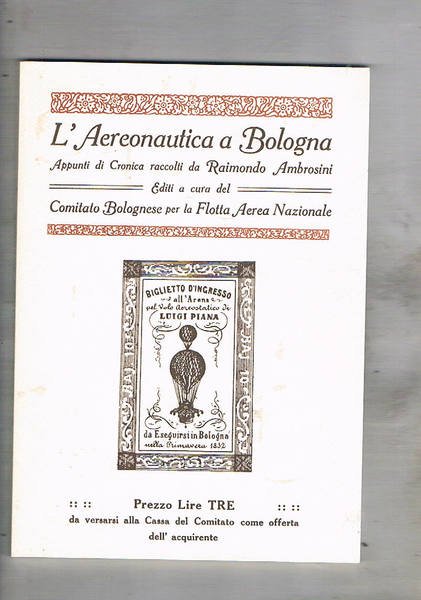 L'Aereonautica a Bologna
Appunti di Cronica raccolti da Raimondo Ambrosini
Editi a cura del
Comitato Bolognese per la Flotta Aerea Nazionale
BIGLIETTO D'INGRESSO
all'Arena
pel Volo Aereostatico di
LUIGI PIANA
da Eseguirsi in Bologna
nella Primavera 1832
:: :: Prezzo Lire TRE :: ::
da versarsi alla Cassa del Comitato come offerta
dell' acquirente